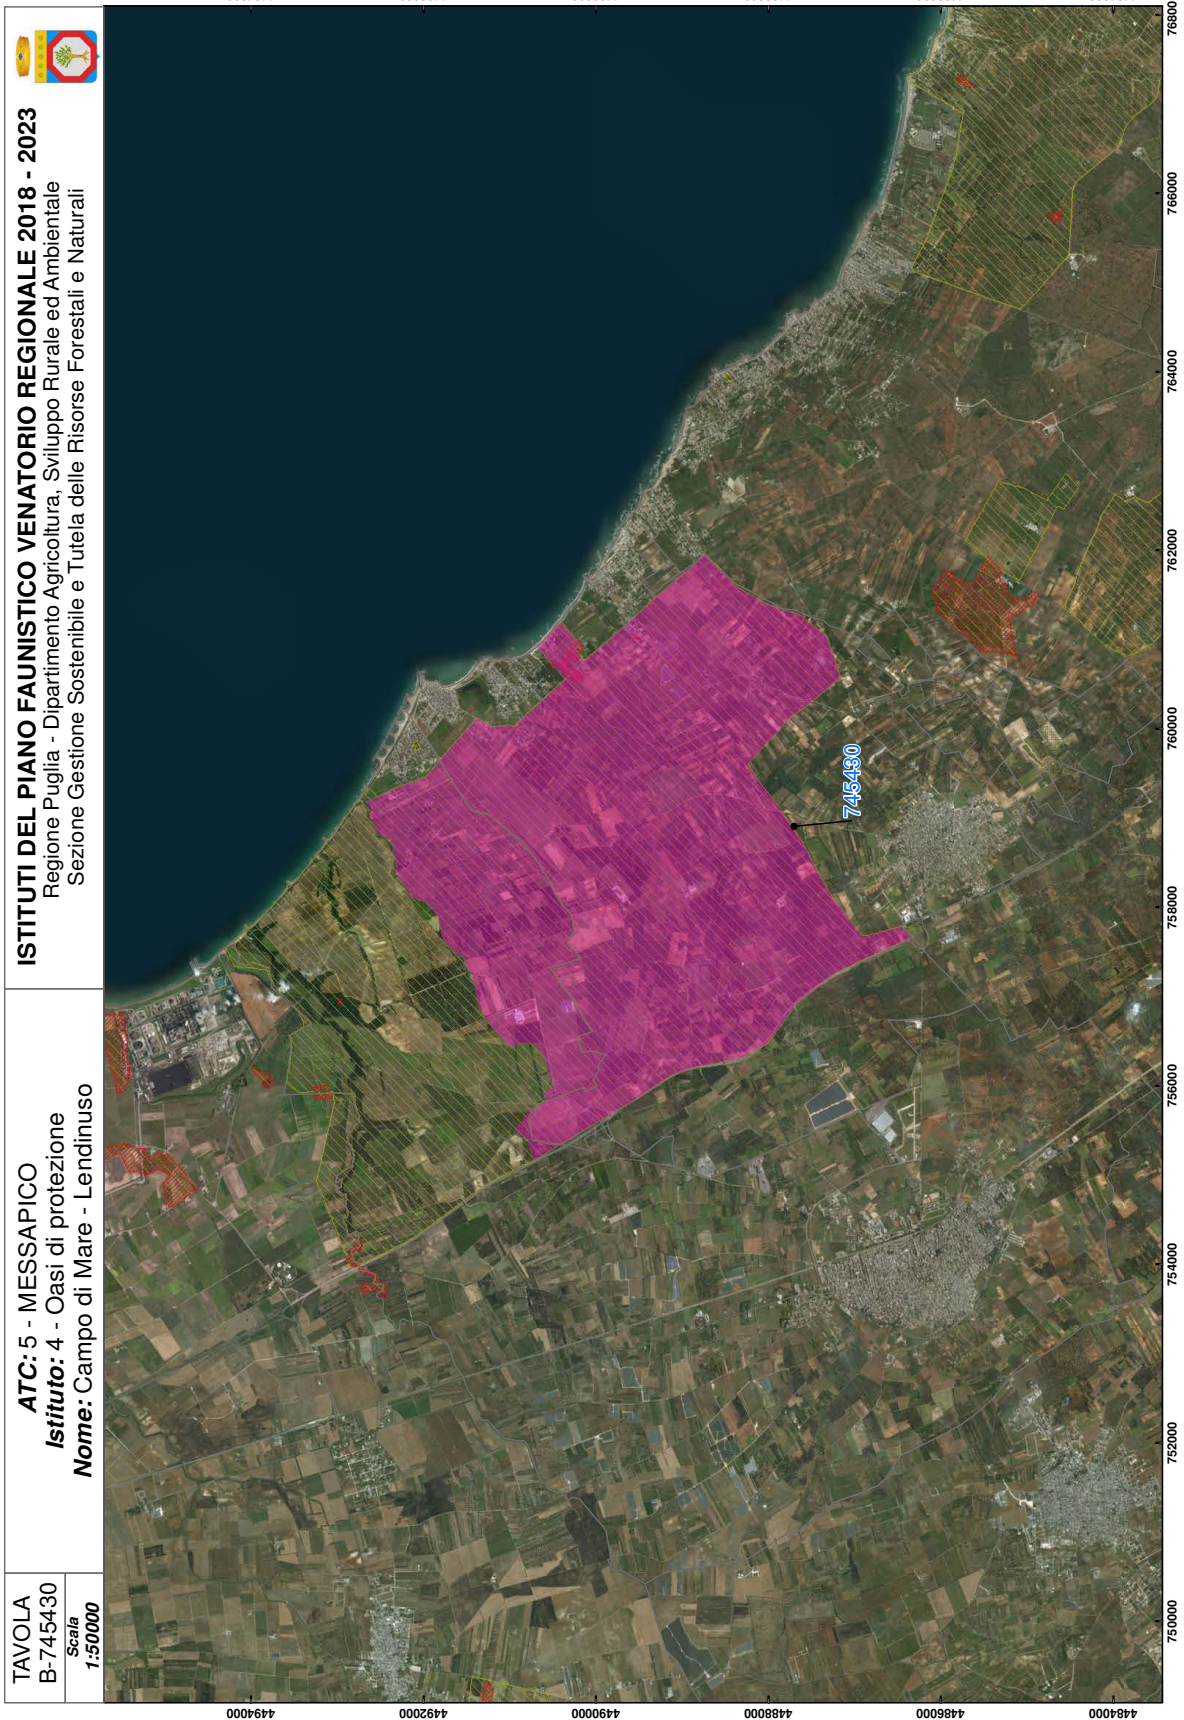 TAVOLA
B-745430
Scala
1:50000
ATC: 5 - MESSAPICO
Istituto: 4 - Oasi di protezione
Nome: Campo di Mare - Lendinuso
ISTITUTI DEL PIANO FAUNISTICO VENATORIO REGIONALE 2018 - 2023
Regione Puglia - Dipartimento Agricoltura, Sviluppo Rurale ed Ambientale
Sezione Gestione Sostenibile e Tutela delle Risorse Forestali e Naturali
4494000
4492000
4490000
4488000
4486000
4484000
745430
750000
752000
754000
756000
758000
760000
762000
764000
766000